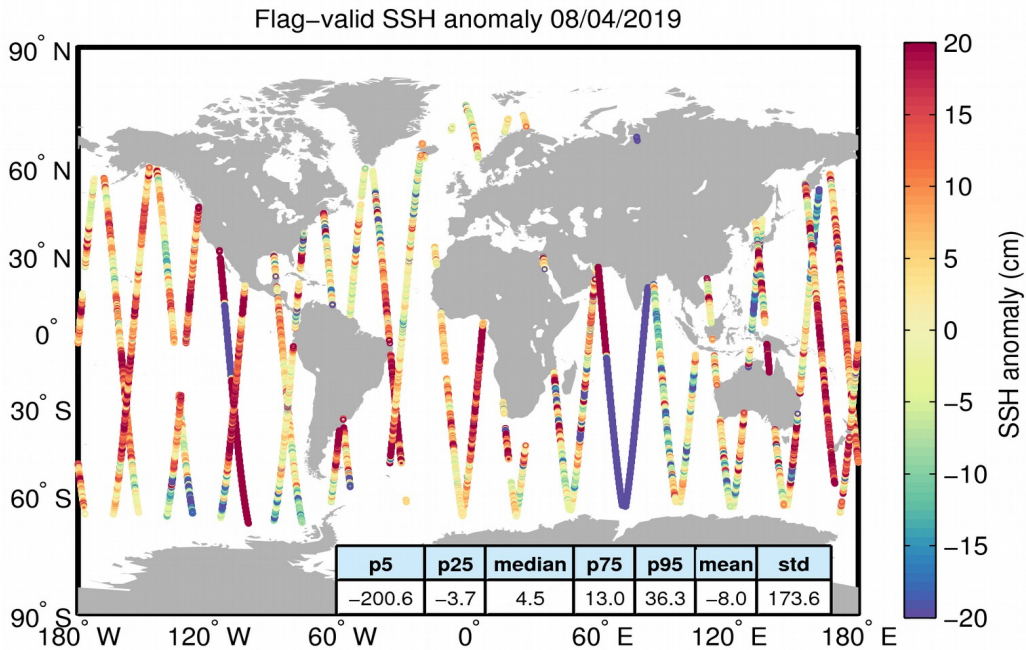 Flag−valid SSH anomaly 08/04/2019
90° N
60° N
30° N
0°
30° S
60° S
90° S
180° W
120° W
60° W
0°
60° E
120° E
180° E
p5 p25 median p75 p95 mean std
−200.6 −3.7 4.5 13.0 36.3 −8.0 173.6
20
15
10
5
0
−5
−10
−15
−20
SSH anomaly (cm)